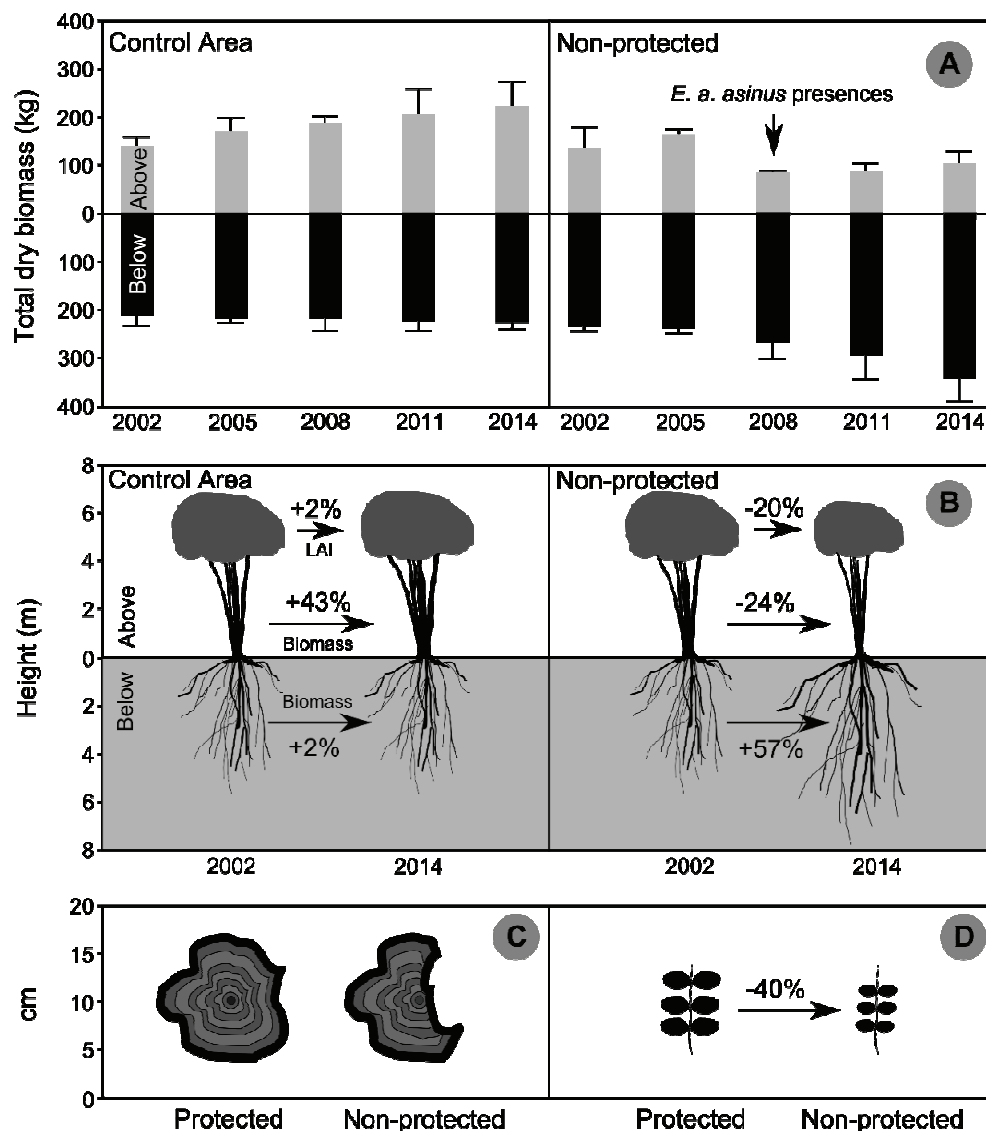 Control Area
Non-protected
A
E. a. asinus presences
Total dry biomass (kg)
400
300
200
100
0
100
200
300
400
Above
Below
2002
2005
2008
2011
2014
2002
2005
2008
2011
2014
Control Area
Non-protected
B
Height (m)
Above
Below
8
6
4
2
0
2
4
6
8
+2%
LAI
+43%
Biomass
Biomass
+2%
-20%
-24%
+57%
2002
2014
2002
2014
C
D
cm
20
15
10
5
0
-40%
Protected
Non-protected
Protected
Non-protected